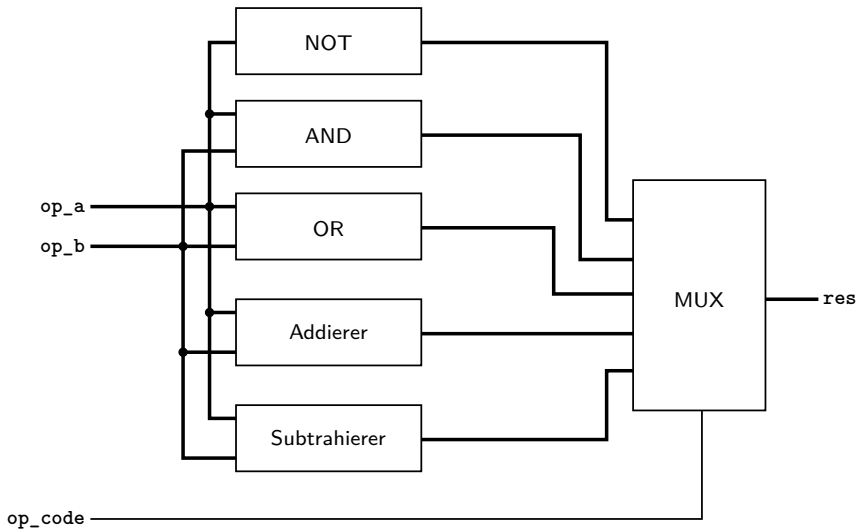 NOT
AND
op_a
OR
op_b
MUX
res
Addierer
Subtrahierer
op_code